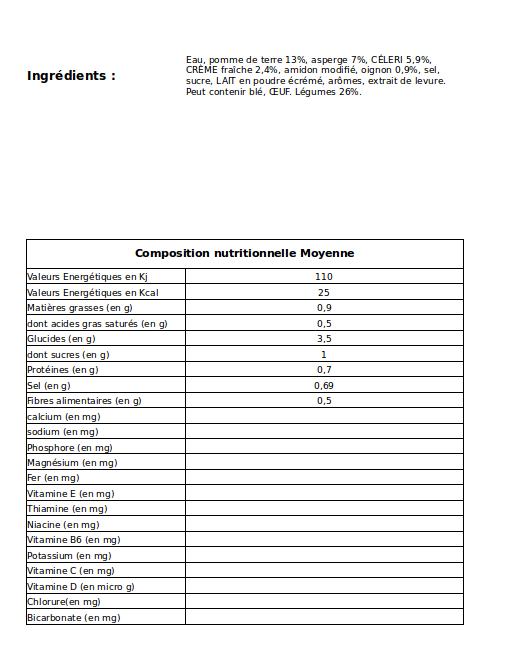 Ingrédients :
Eau, pomme de terre 13%, asperge 7%, CÉLERI 5,9%,
CRÈME fraîche 2,4%, amidon modifié, oignon 0,9%, sel,
sucre, LAIT en poudre écrémé, arômes, extrait de levure.
Peut contenir blé, ŒUF. Légumes 26%.
Composition nutritionnelle Moyenne
Valeurs Energétiques en Kj 110
Valeurs Energétiques en Kcal 25
Matières grasses (en g) 0,9
dont acides gras saturés (en g) 0,5
Glucides (en g) 3,5
dont sucres (en g) 1
Protéines (en g) 0,7
Sel (en g) 0,69
Fibres alimentaires (en g) 0,5
calcium (en mg)
sodium (en mg)
Phosphore (en mg)
Magnésium (en mg)
Fer (en mg)
Vitamine E (en mg)
Thiamine (en mg)
Niacine (en mg)
Vitamine B6 (en mg)
Potassium (en mg)
Vitamine C (en mg)
Vitamine D (en micro g)
Chlorure(en mg)
Bicarbonate (en mg)